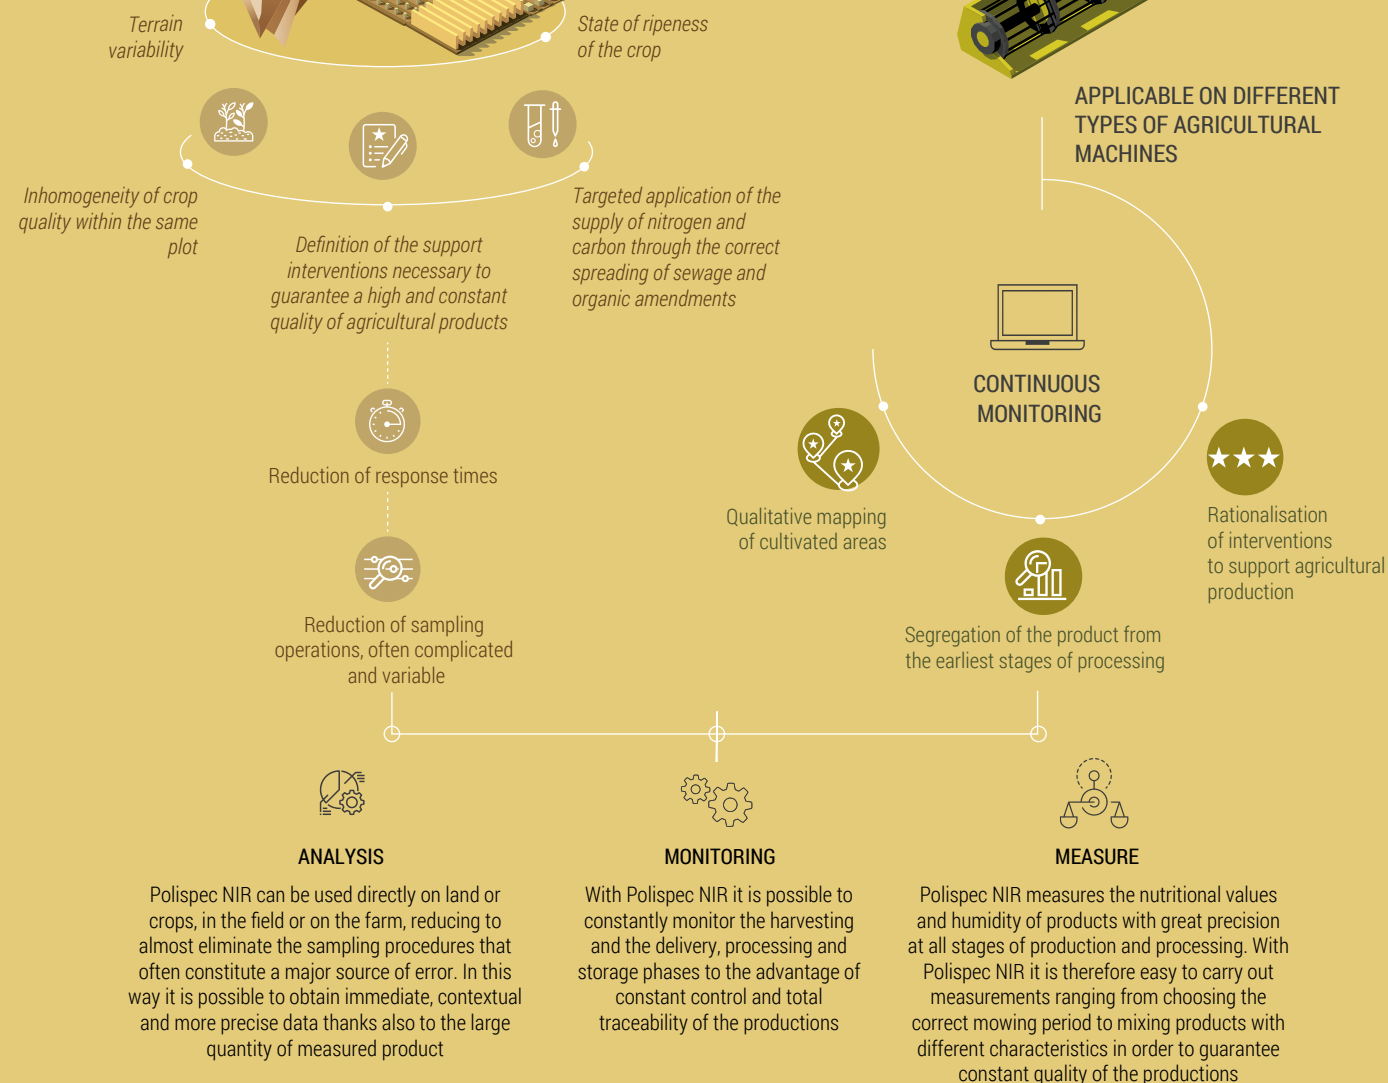 Terrain
variability
State of ripeness
of the crop
Inhomogeneity of crop
quality within the same
plot
Definition of the support
interventions necessary to
guarantee a high and constant
quality of agricultural products
Targeted application of the
supply of nitrogen and
carbon through the correct
spreading of sewage and
organic amendments
Reduction of response times
Reduction of sampling
operations, often complicated
and variable
APPLICABLE ON DIFFERENT
TYPES OF AGRICULTURAL
MACHINES
CONTINUOUS
MONITORING
Qualitative mapping
of cultivated areas
Segregation of the product from
the earliest stages of processing
Rationalisation
of interventions
to support agricultural
production
ANALYSIS
Polispec NIR can be used directly on land or
crops, in the field or on the farm, reducing to
almost eliminate the sampling procedures that
often constitute a major source of error. In this
way it is possible to obtain immediate, contextual
and more precise data thanks also to the large
quantity of measured product
MONITORING
With Polispec NIR it is possible to
constantly monitor the harvesting
and the delivery, processing and
storage phases to the advantage of
constant control and total
traceability of the productions
MEASURE
Polispec NIR measures the nutritional values
and humidity of products with great precision
at all stages of production and processing. With
Polispec NIR it is therefore easy to carry out
measurements ranging from choosing the
correct mowing period to mixing products with
different characteristics in order to guarantee
constant quality of the productions